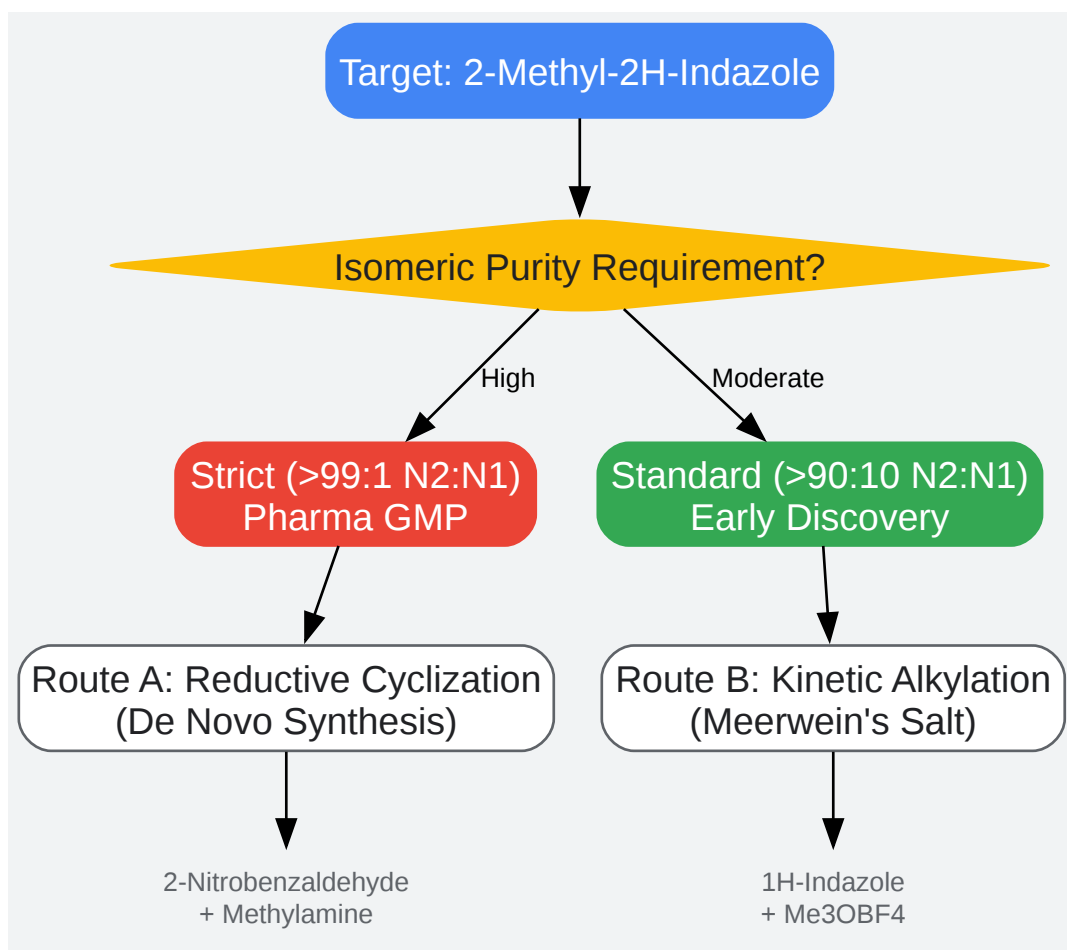 Target: 2-Methyl-2H-Indazole
Isomeric Purity Requirement?
High
Moderate
Strict (>99:1 N2:N1)
Pharma GMP
Standard (>90:10 N2:N1)
Early Discovery
Route A: Reductive Cyclization
(De Novo Synthesis)
Route B: Kinetic Alkylation
(Meerwein's Salt)
2-Nitrobenzaldehyde
+ Methylamine
1H-Indazole
+ Me3OBF4